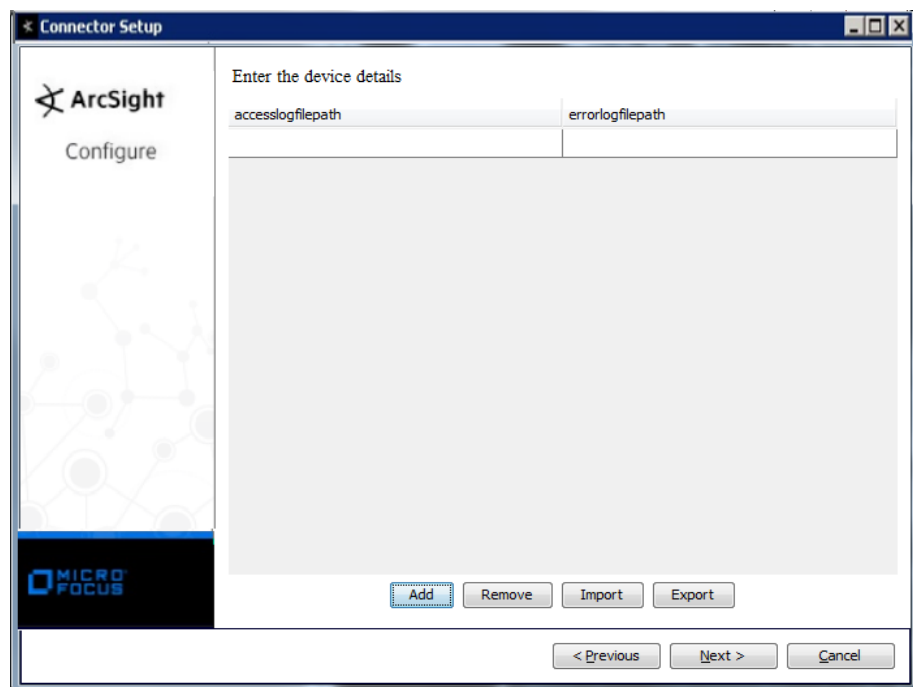 Connector Setup
ArcSight
Configure
Enter the device details
accesslogfilepath errorlogfilepath
Add Remove Import Export
MICRO
FOCUS
< Previous Next > Cancel